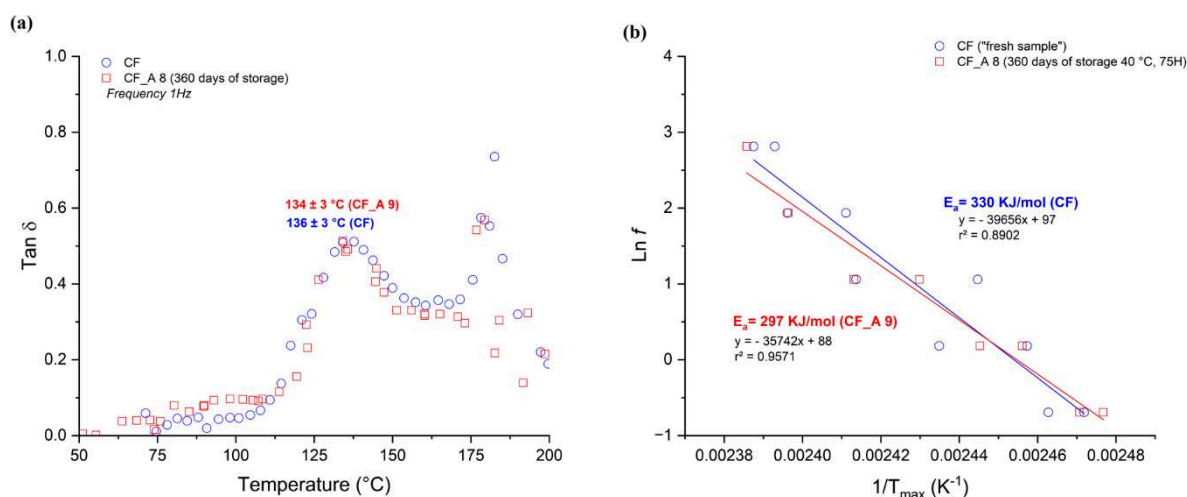 (a)
CF
CF_A 8 (360 days of storage)
Frequency 1Hz
134 ± 3 °C (CF_A 9)
136 ± 3 °C (CF)
Tan δ
1.0
0.8
0.6
0.4
0.2
0.0
50 75 100 125 150 175 200
Temperature (°C)
(b)
CF ("fresh sample")
CF_A 8 (360 days of storage 40 °C, 75H)
Eₐ= 330 KJ/mol (CF)
y = - 39656x + 97
r² = 0.8902
Eₐ= 297 KJ/mol (CF_A 9)
y = - 35742x + 88
r² = 0.9571
Ln f
4
3
2
1
0
−1
0.00238 0.00240 0.00242 0.00244 0.00246 0.00248
1/Tmax (K⁻¹)